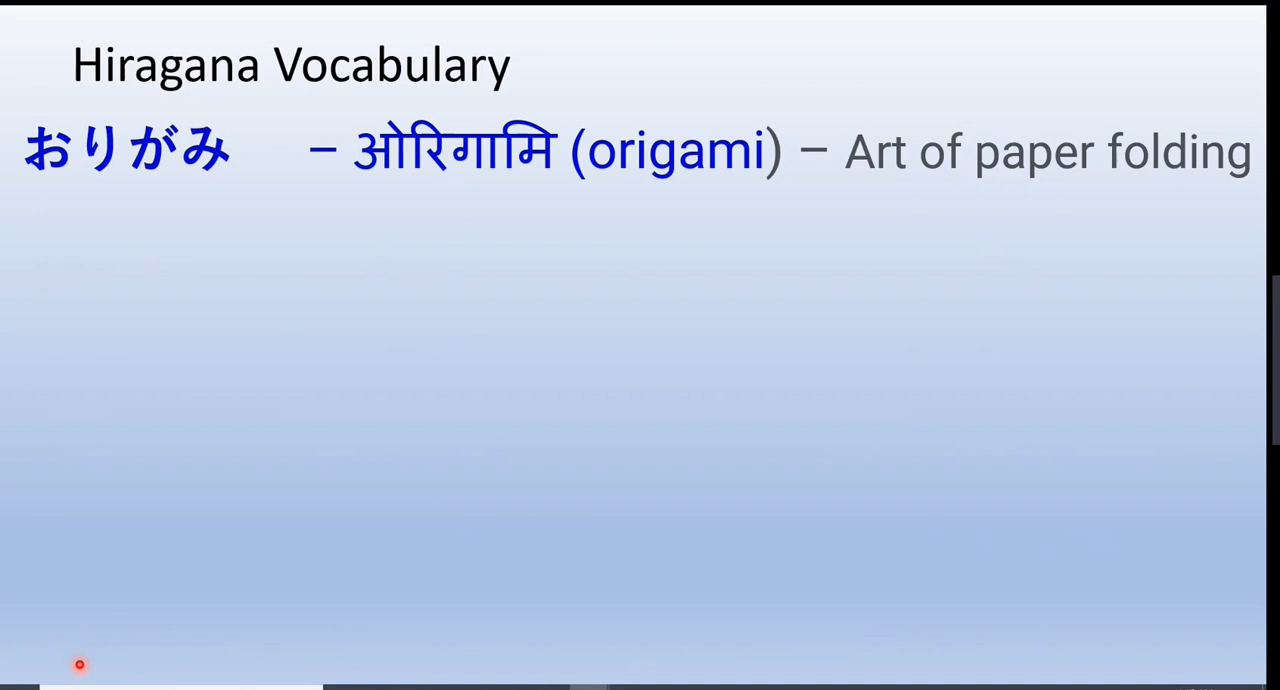 Hiragana Vocabulary
おりがみ – ओरिगामि (origami) – Art of paper folding